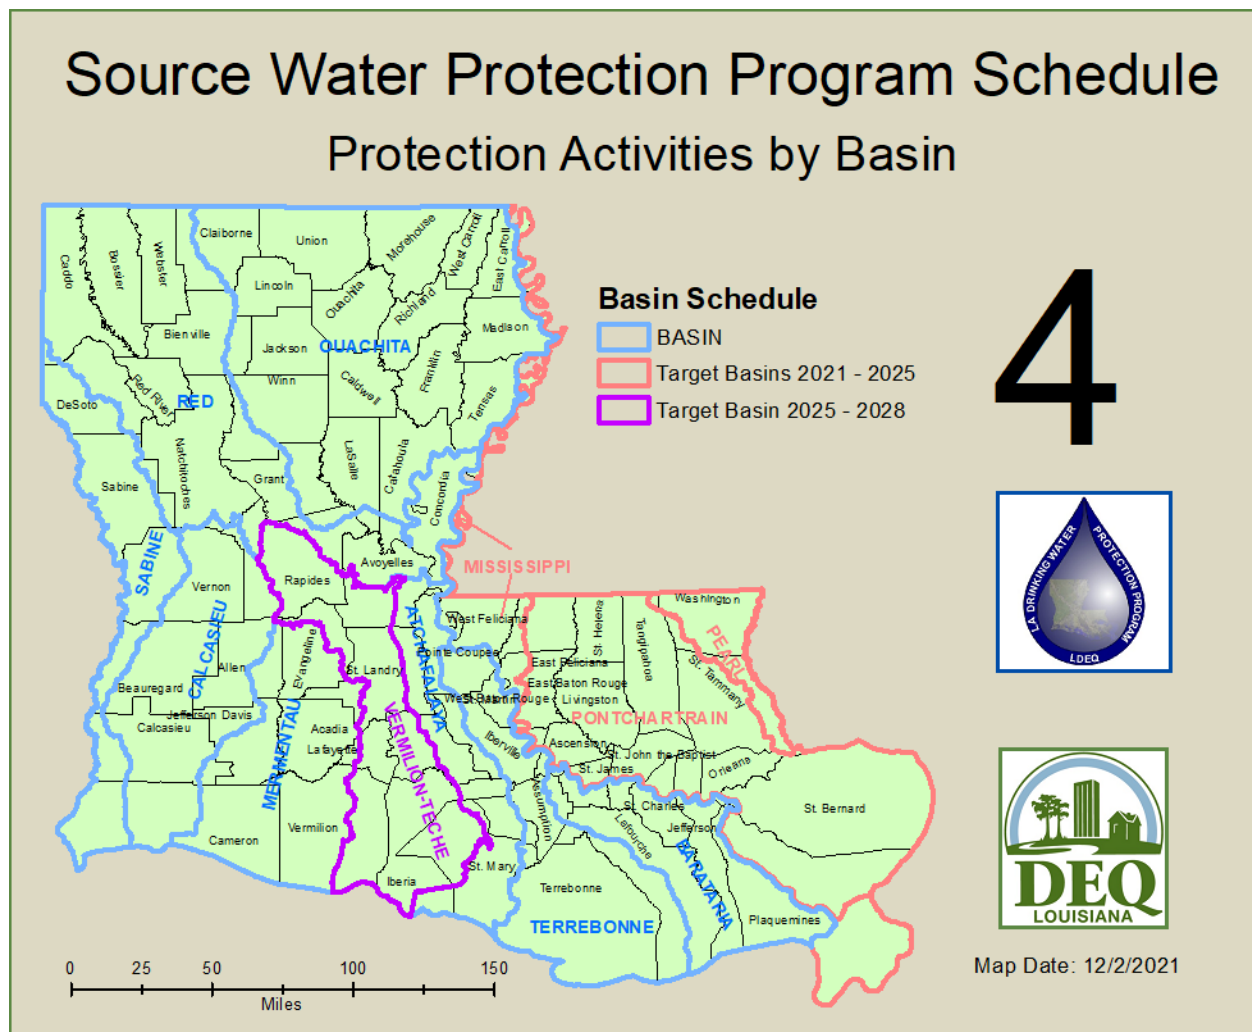 Source Water Protection Program Schedule
Protection Activities by Basin
4
Basin Schedule
BASIN
Target Basins 2021 - 2025
Target Basin 2025 - 2028
Caddo
Bossier
Webster
Claiborne
Union
Morehouse
West Carroll
East Carroll
Lincoln
Ouachita
Richland
Madison
Bienville
Jackson
OUACHITA
Winn
Caldwell
Franklin
Tensas
DeSoto
Red River
RED
Natchitoches
Sabine
Grant
LaSalle
Catahoula
Concordia
SABINE
Vernon
Rapides
Avoyelles
MISSISSIPPI
CALCASIEU
Allen
Beauregard
Evangeline
St. Landry
ATCHAFALAYA
West Feliciana
Pointe Coupee
East Feliciana
St. Helena
Tangipahoa
Washington
PEARL
St. Tammany
West Baton Rouge
St. Martin
East Baton Rouge
Livingston
PONTCHARTRAIN
Jefferson Davis
Calcasieu
MERMENTAU
Acadia
Lafayette
VERMILION-TECHE
Iberville
Ascension
St. John the Baptist
St. James
Orleans
St. Bernard
Assumption
St. Charles
Lafourche
Jefferson
BARATARIA
Cameron
Vermilion
Iberia
St. Mary
Terrebonne
TERREBONNE
Plaquemines
0 25 50 100 150
Miles
LA DRINKING WATER
PROTECTION PROGRAM
LDEQ
DEQ
LOUISIANA
Map Date: 12/2/2021